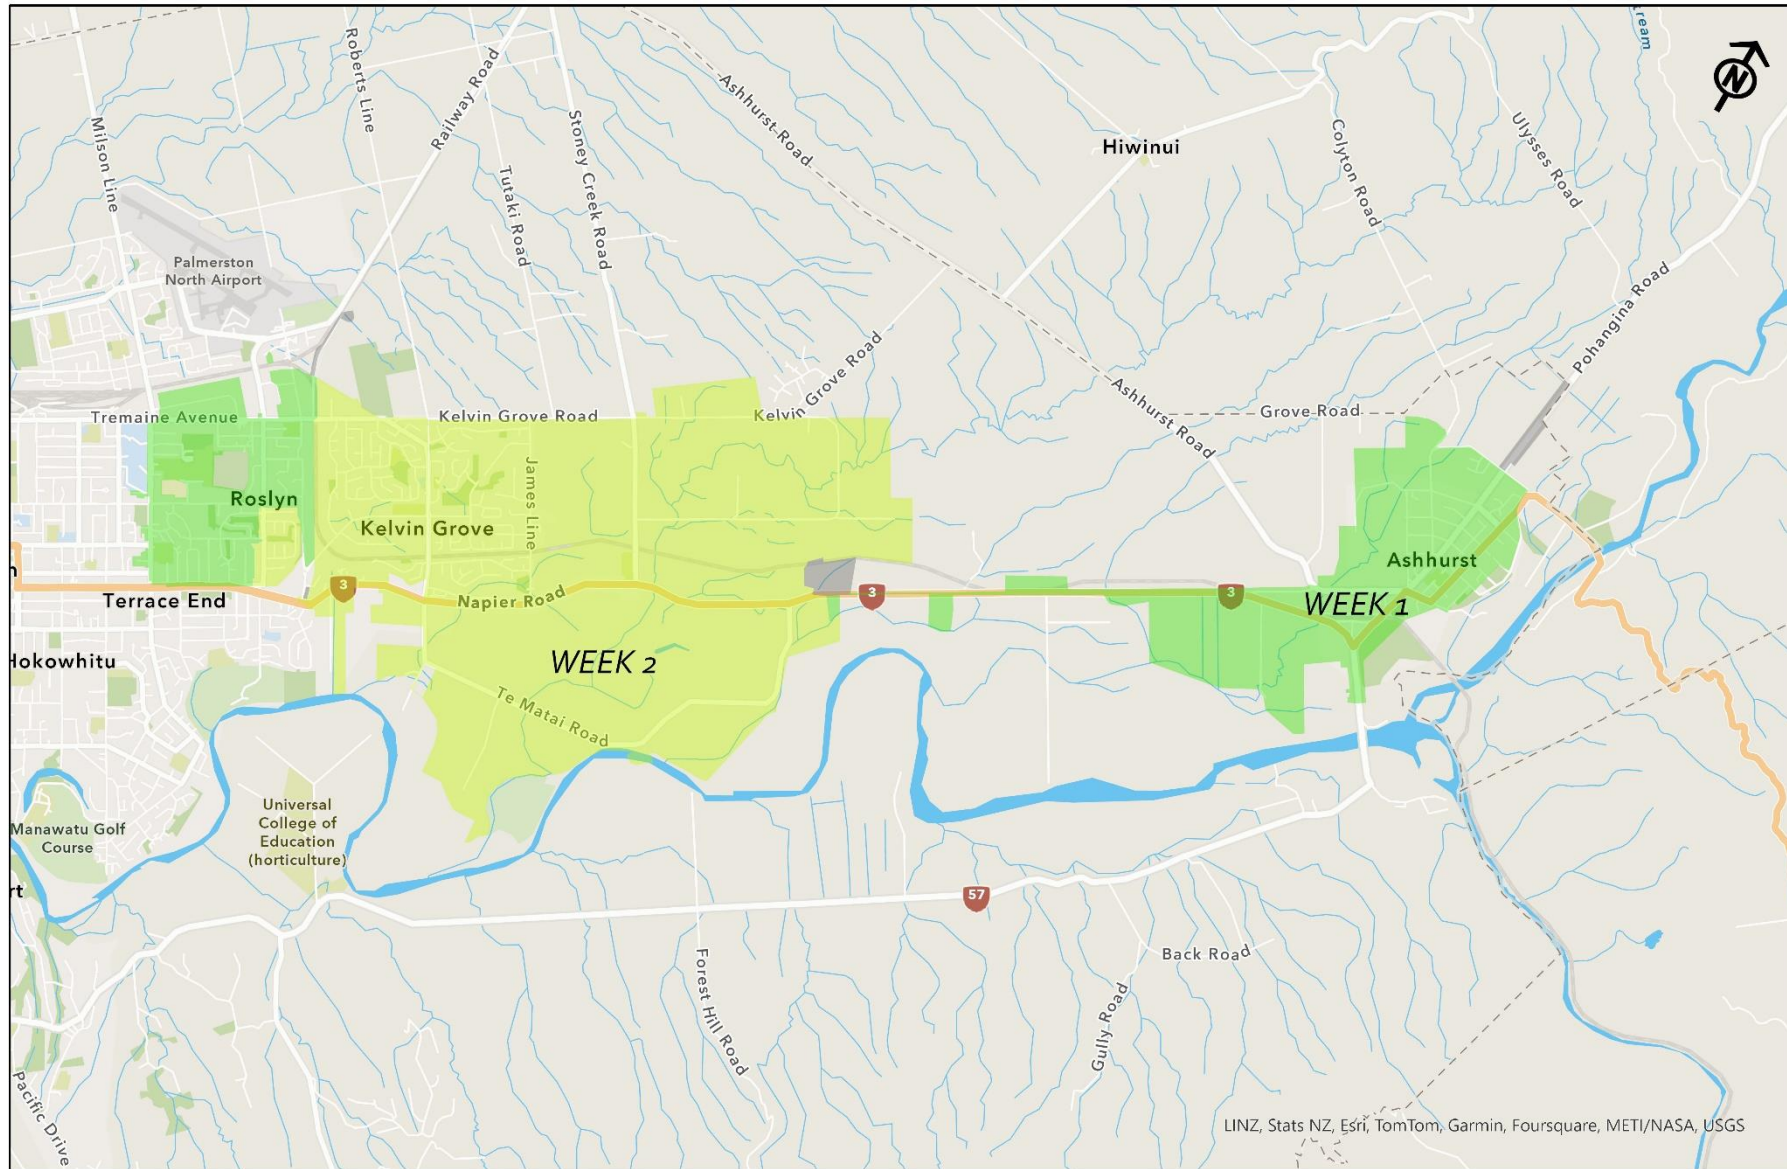 tream
N
Roberts Line
Railway Road
Milson Line
Ashhurst Road
Stoney Creek Road
Tutaki Road
Hiwinui
Colyton Road
Ulysses Road
Palmerston
North Airport
Pohangina Road
Kelvin Grove Road
Ashhurst Road
Tremaine Avenue
Kelvin Grove Road
Grove Road
James Line
Roslyn
Kelvin Grove
Ashhurst
n
3
3
3
Terrace End
Napier Road
WEEK 1
Hokowhitu
WEEK 2
Te Matai Road
Universal
College of
Education
(horticulture)
Manawatu Golf
Course
rt
57
Forest Hill Road
Back Road
Gully Road
Pacific Drive
LINZ, Stats NZ, Esri, TomTom, Garmin, Foursquare, METI/NASA, USGS